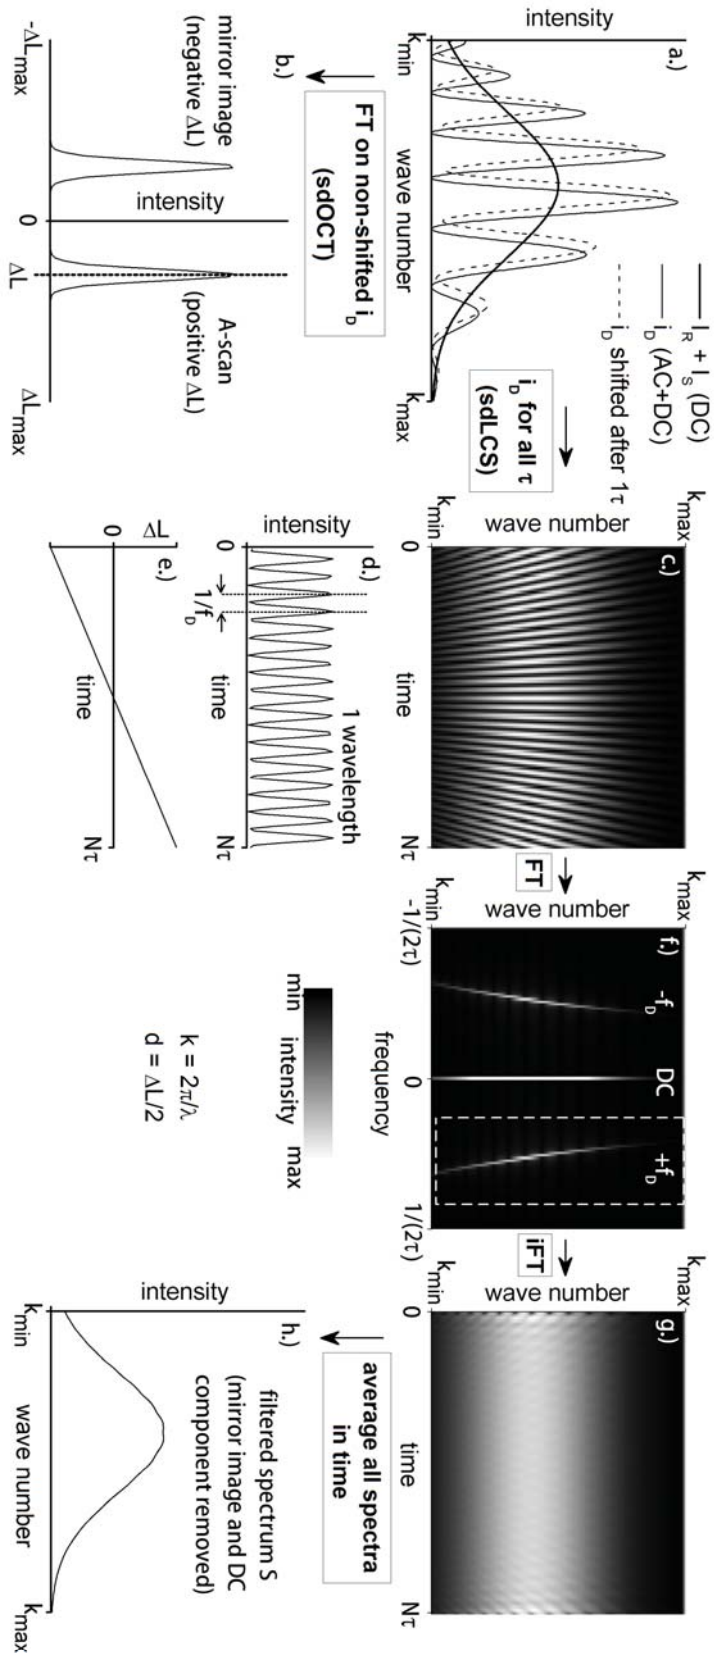 a.)
intensity
k_min
wave number
k_max
I_R + I_S (DC)
i_D (AC+DC)
i_D shifted after 1τ
FT on non-shifted i_D
(sdOCT)
b.)
mirror image
(negative ΔL)
intensity
A-scan
(positive ΔL)
-ΔL_max
0
ΔL
ΔL_max
i_D for all τ
(sdLCS)
c.)
k_max
wave number
k_min
0
time
Nτ
d.)
intensity
1 wavelength
0
1/f_D
time
Nτ
e.)
ΔL
0
time
Nτ
FT
f.)
k_max
wave number
k_min
-f_D
DC
+f_D
-1/(2τ)
0
1/(2τ)
frequency
min
intensity
max
k = 2π/λ
d = ΔL/2
iFT
g.)
k_max
wave number
k_min
0
time
Nτ
average all spectra
in time
h.)
intensity
filtered spectrum S
(mirror image and DC
component removed)
k_min
wave number
k_max